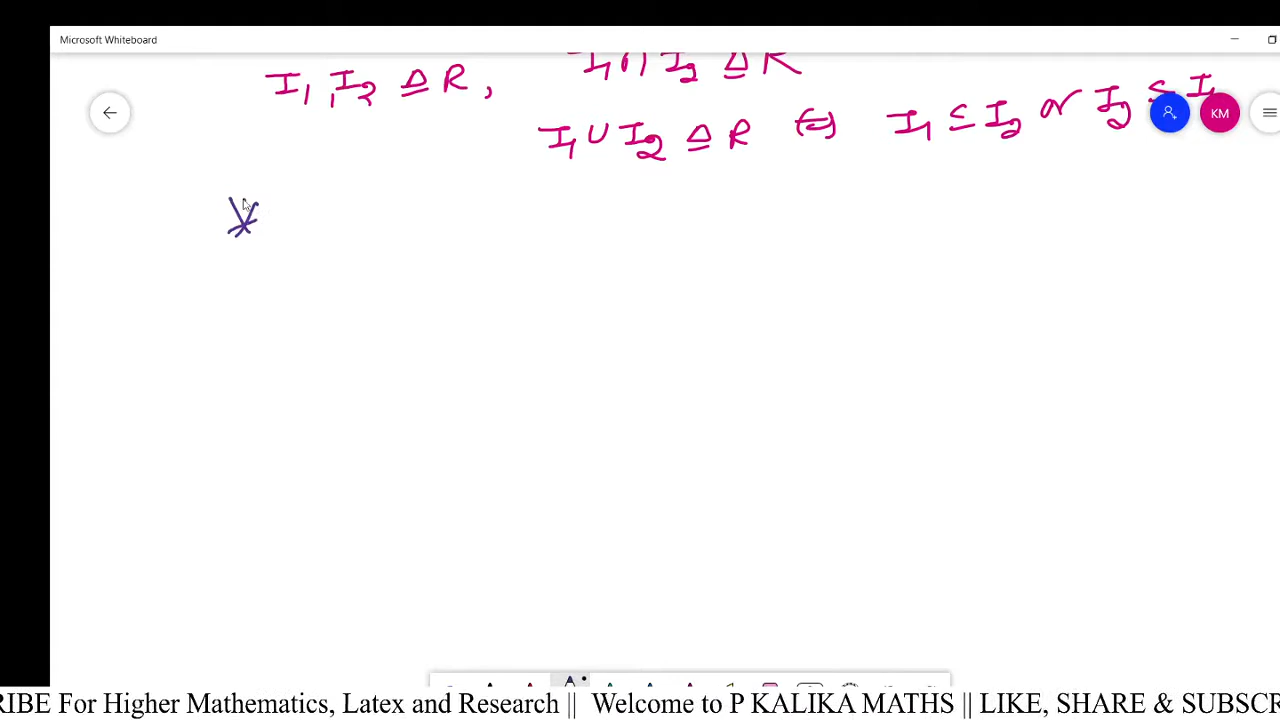 Microsoft Whiteboard
I₁ ∩ I₂ ⊴ R
I₁, I₂ ⊴ R,
I₁ ∪ I₂ ⊴ R ⇔ I₁ ⊆ I₂ or I₂ ⊆ I₁
KM
*
RIBE For Higher Mathematics, Latex and Research || Welcome to P KALIKA MATHS || LIKE, SHARE & SUBSC